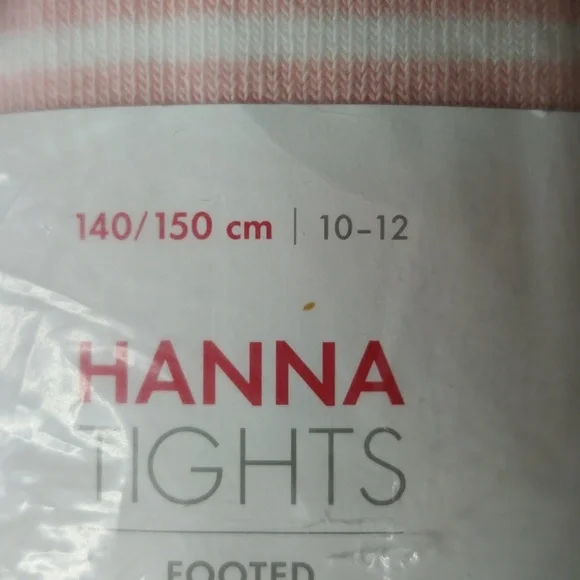 140/150 cm | 10-12
HANNA
TIGHTS
FOOTED